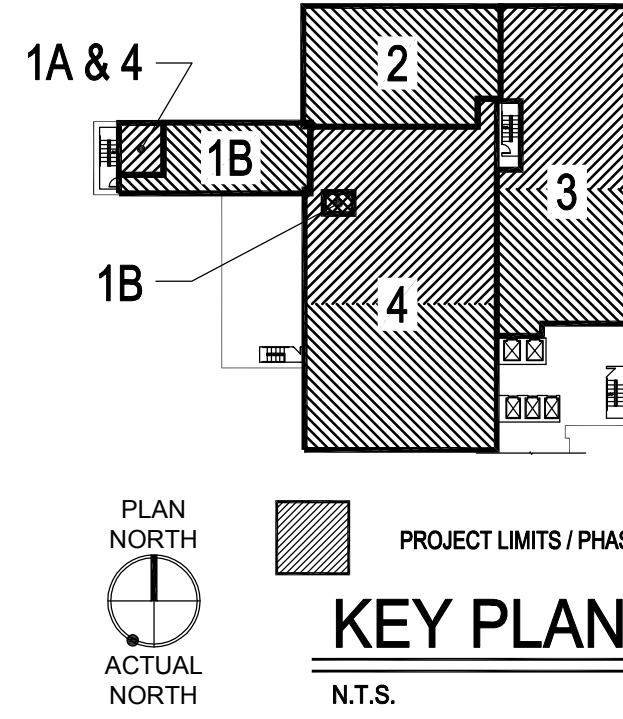 1A & 4
2
1B
3
1B
4
PLAN
NORTH
PROJECT LIMITS / PHAS
KEY PLAN
ACTUAL
NORTH
N.T.S.